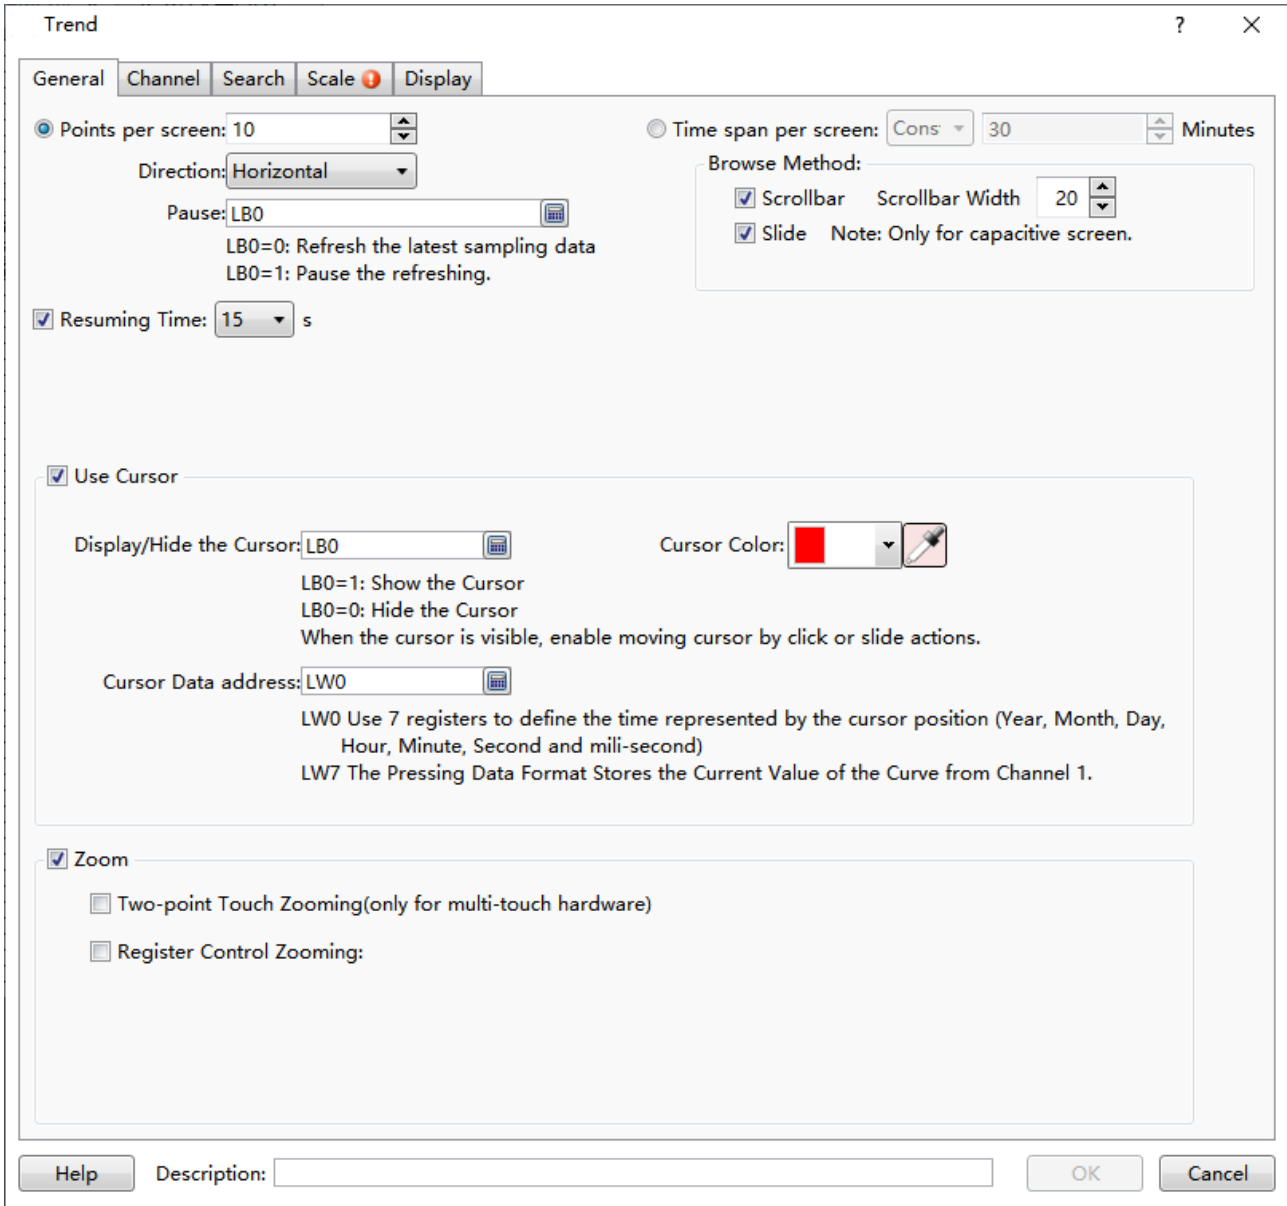 Trend
?
General Channel Search Scale Display
Points per screen: 10
Time span per screen: Cons 30 Minutes
Direction: Horizontal
Browse Method:
Scrollbar Scrollbar Width 20
Pause: LB0
Slide Note: Only for capacitive screen.
LB0=0: Refresh the latest sampling data
LB0=1: Pause the refreshing.
Resuming Time: 15 s
Use Cursor
Display/Hide the Cursor: LB0
Cursor Color:
LB0=1: Show the Cursor
LB0=0: Hide the Cursor
When the cursor is visible, enable moving cursor by click or slide actions.
Cursor Data address: LW0
LW0 Use 7 registers to define the time represented by the cursor position (Year, Month, Day,
Hour, Minute, Second and mili-second)
LW7 The Pressing Data Format Stores the Current Value of the Curve from Channel 1.
Zoom
Two-point Touch Zooming(only for multi-touch hardware)
Register Control Zooming:
Help Description: OK Cancel